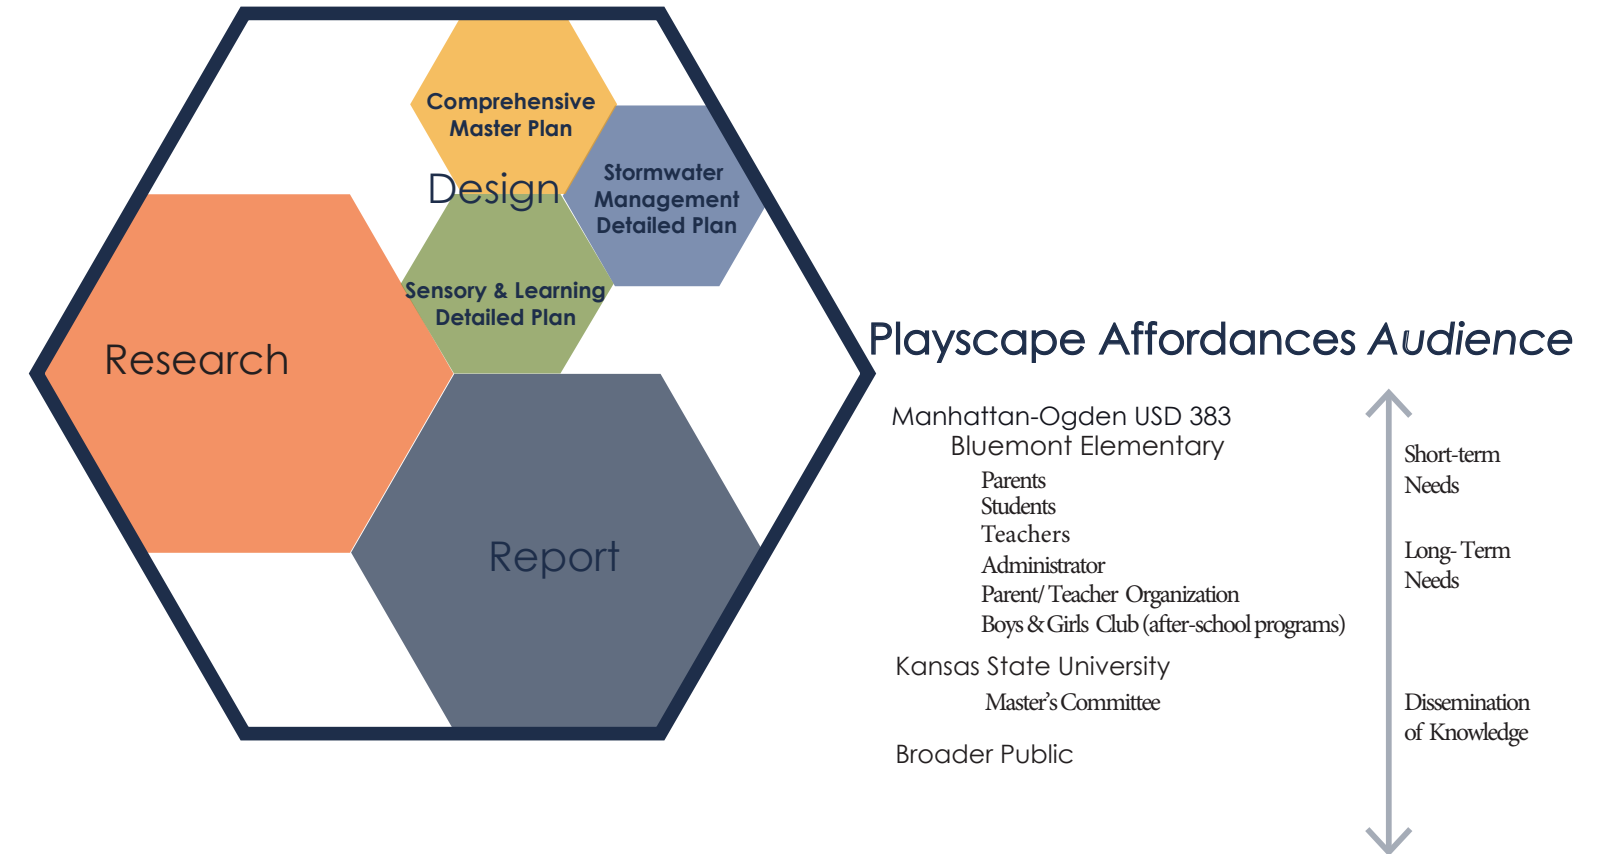 Comprehensive
Master Plan
Design
Stormwater
Management
Detailed Plan
Sensory & Learning
Detailed Plan
Research
Report
Playscape Affordances Audience
Manhattan-Ogden USD 383
Bluemont Elementary
Parents
Students
Teachers
Administrator
Parent/ Teacher Organization
Boys & Girls Club (after-school programs)
Kansas State University
Master’s Committee
Broader Public
Short-term
Needs
Long- Term
Needs
Dissemination
of Knowledge